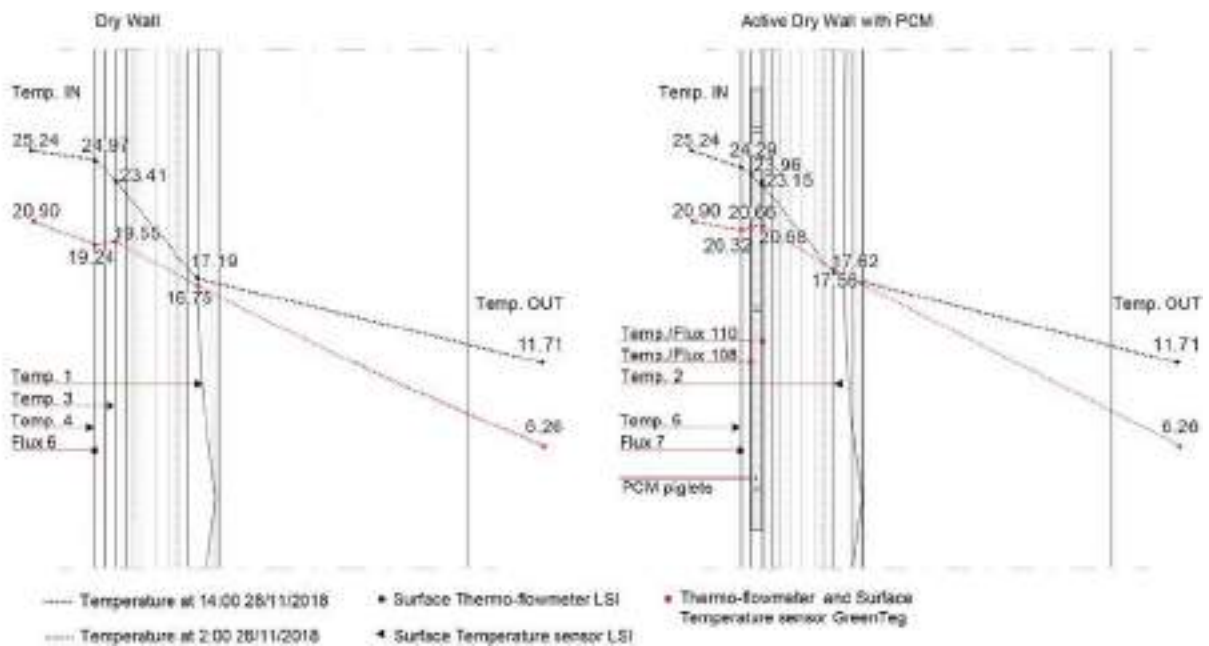 Dry Wall
Temp. IN
25.24
24.97
23.41
20.90
19.55
19.24
17.19
16.75
Temp. OUT
11.71
6.26
Temp. 1
Temp. 3
Temp. 4
Flux 6
Active Dry Wall with PCM
Temp. IN
25.24
24.29
23.96
23.15
20.90
20.66
20.32
20.68
17.62
17.56
Temp. OUT
11.71
6.26
Temp./Flux 110
Temp./Flux 108
Temp. 2
Temp. 5
Flux 7
PCM piglets
Temperature at 14:00 28/11/2018
Temperature at 2:00 28/11/2018
Surface Thermo-flowmeter LSI
Surface Temperature sensor LSI
Thermo-flowmeter and Surface
Temperature sensor GreenTeg